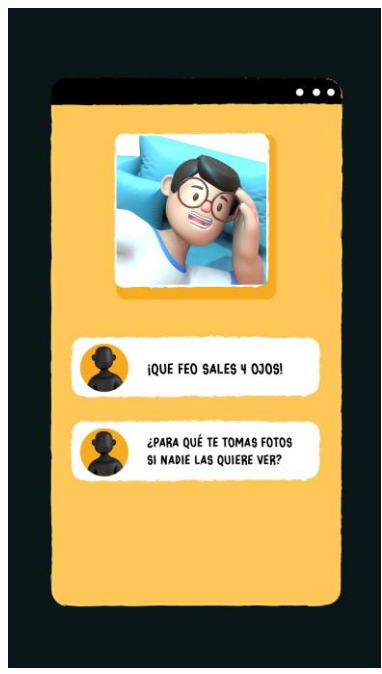 ¡QUE FEO SALES 4 OJOS!
¿PARA QUÉ TE TOMAS FOTOS
SI NADIE LAS QUIERE VER?